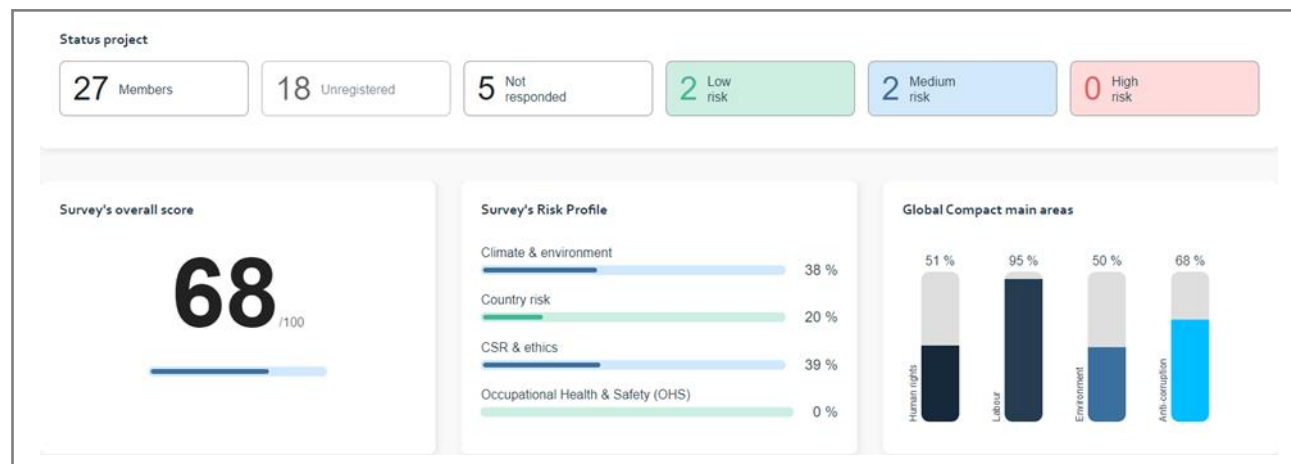 Status project
27 Members
18 Unregistered
5 Not responded
2 Low risk
2 Medium risk
0 High risk
Survey's overall score
68 /100
Survey's Risk Profile
Climate & environment
38 %
Country risk
20 %
CSR & ethics
39 %
Occupational Health & Safety (OHS)
0 %
Global Compact main areas
51 % 95 % 50 % 68 %
Human rights
Labour
Environment
Anti-corruption